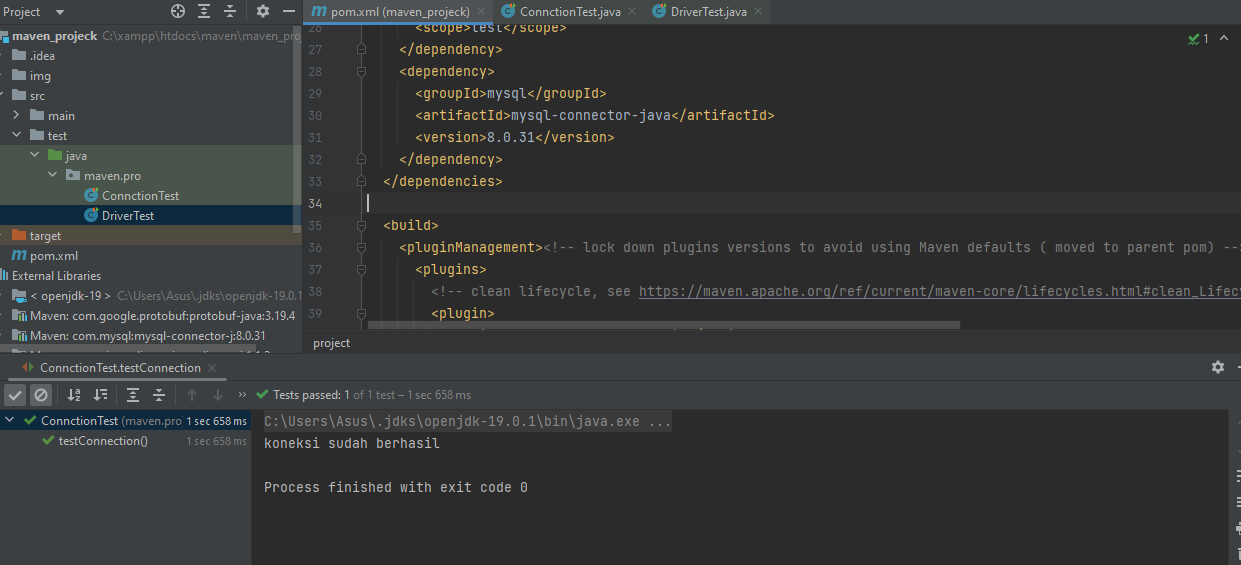 Project
pom.xml (maven_projeck)
ConnctionTest.java
DriverTest.java
maven_projeck C:\xampp\htdocs\maven\maven_pro
.idea
img
src
main
test
java
maven.pro
ConnctionTest
DriverTest
target
pom.xml
External Libraries
< openjdk-19 > C:\Users\Asus\.jdks\openjdk-19.0.1
Maven: com.google.protobuf:protobuf-java:3.19.4
Maven: com.mysql:mysql-connector-j:8.0.31
26 <scope>test</scope>
27 </dependency>
28 <dependency>
29 <groupId>mysql</groupId>
30 <artifactId>mysql-connector-java</artifactId>
31 <version>8.0.31</version>
32 </dependency>
33 </dependencies>
34
35 <build>
36 <pluginManagement><!-- lock down plugins versions to avoid using Maven defaults ( moved to parent pom) --
37 <plugins>
38 <!-- clean lifecycle, see https://maven.apache.org/ref/current/maven-core/lifecycles.html#clean_Lifec
39 <plugin>
1
project
ConnctionTest.testConnection
Tests passed: 1 of 1 test – 1 sec 658 ms
ConnctionTest (maven.pro 1 sec 658 ms
testConnection() 1 sec 658 ms
C:\Users\Asus\.jdks\openjdk-19.0.1\bin\java.exe ...
koneksi sudah berhasil
Process finished with exit code 0